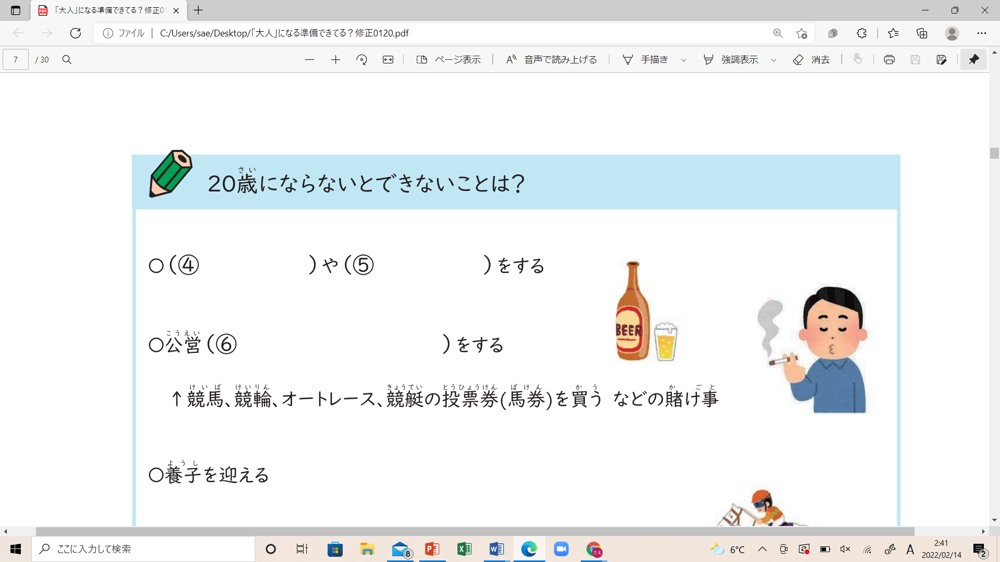 「大人」になる準備できてる？修正01
ファイル C:/Users/sae/Desktop/「大人」になる準備できてる？修正0120.pdf
7 / 30 ページ表示 音声で読み上げる 手描き 強調表示 消去
さい
20歳にならないとできないことは？
○（④　　　　　）や（⑤　　　　　）をする
BEER
こうえい
○公営（⑥　　　　　　　　　）をする
けいば けいりん きょうてい とうひょうけん ばけん かう かごと
↑競馬、競輪、オートレース、競艇の投票券(馬券)を買う などの賭け事
ようし
○養子を迎える
ここに入力して検索 8 さえ 6°C A 2:41
2022/02/14 2